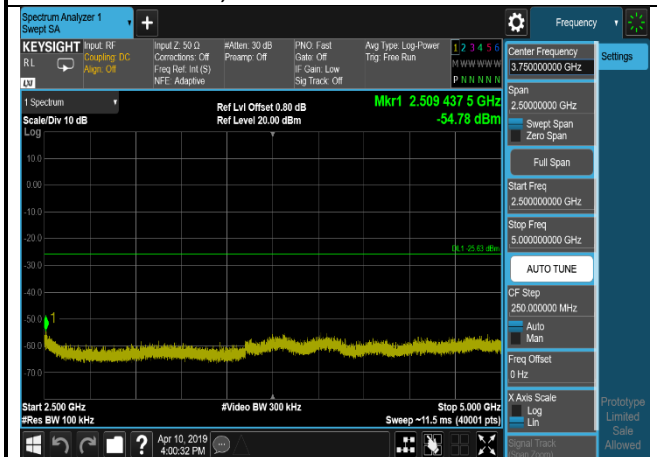 Spectrum Analyzer 1
Swept SA
+
Frequency
KEYSIGHT
RL
LXI
Input: RF
Coupling: DC
Align: Off
Input Z: 50 Ω
Corrections: Off
Freq Ref: Int (S)
NFE: Adaptive
#Atten: 30 dB
Preamp: Off
PNO: Fast
Gate: Off
IF Gain: Low
Sig Track: Off
Avg Type: Log-Power
Trig: Free Run
1 2 3 4 5 6
M W W W W W
P N N N N N
1 Spectrum
Scale/Div 10 dB
Log
Ref Lvl Offset 0.80 dB
Ref Level 20.00 dBm
Mkr1 2.509 437 5 GHz
-54.78 dBm
10.0
0.00
-10.0
-20.0
DL1 -25.63 dBm
-30.0
-40.0
-50.0
1
-60.0
-70.0
Start 2.500 GHz
#Res BW 100 kHz
#Video BW 300 kHz
Stop 5.000 GHz
Sweep ~11.5 ms (40001 pts)
?
Apr 10, 2019
4:00:32 PM
Center Frequency
3.750000000 GHz
Span
2.50000000 GHz
Swept Span
Zero Span
Full Span
Start Freq
2.500000000 GHz
Stop Freq
5.000000000 GHz
AUTO TUNE
CF Step
250.000000 MHz
Auto
Man
Freq Offset
0 Hz
X Axis Scale
Log
Lin
Signal Track
(Span Zoom)
Settings
Prototype
Limited
Sale
Allowed